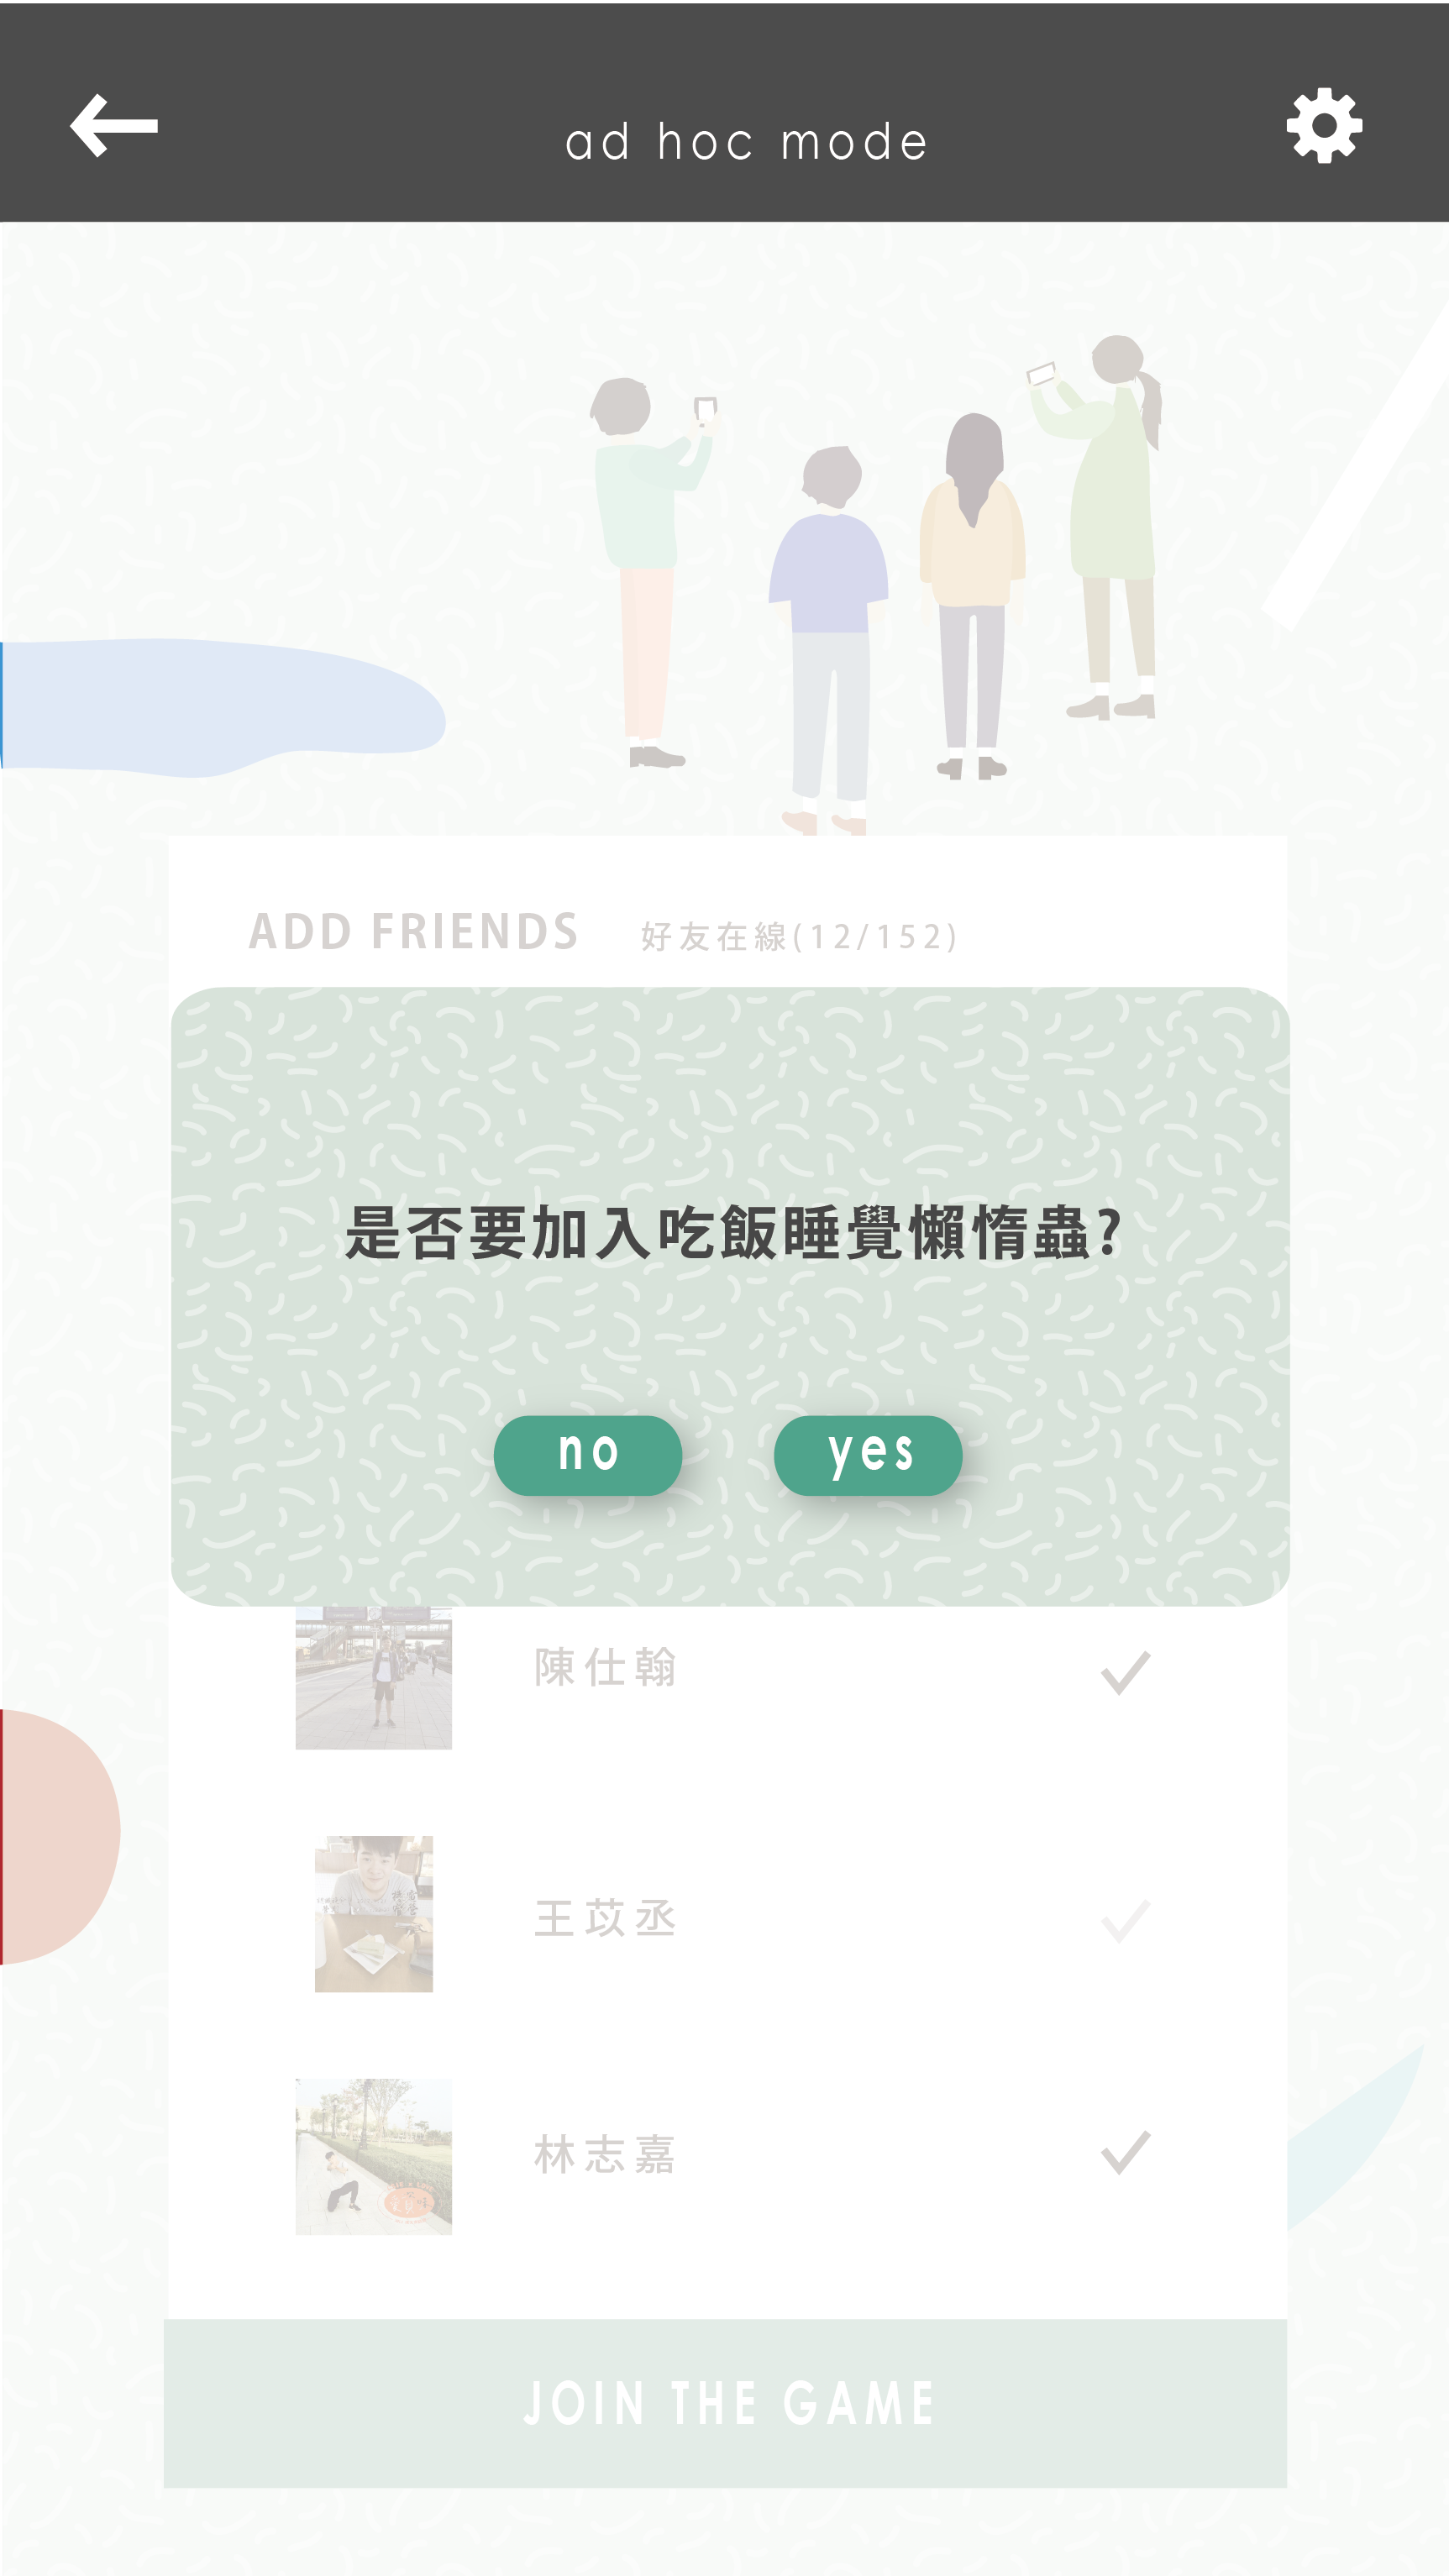 ad hoc mode
ADD FRIENDS 好友在線(12/152)
是否要加入吃飯睡覺懶惰蟲?
no yes
陳仕翰
王苡丞
林志嘉
JOIN THE GAME